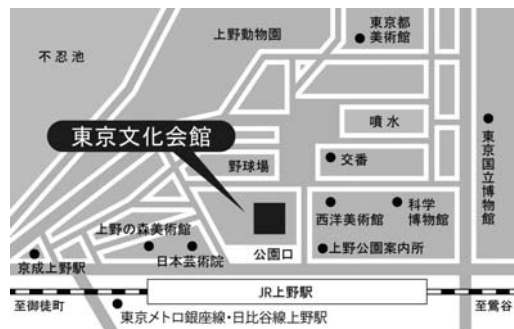 東京都
美術館
上野動物園
不忍池
噴水
東京文化会館
野球場
交番
東京国立博物館
西洋美術館
科学
博物館
上野の森美術館
日本芸術院
公園口
上野公園案内所
京成上野駅
JR上野駅
至御徒町
至鶯谷
東京メトロ銀座線・日比谷線上野駅